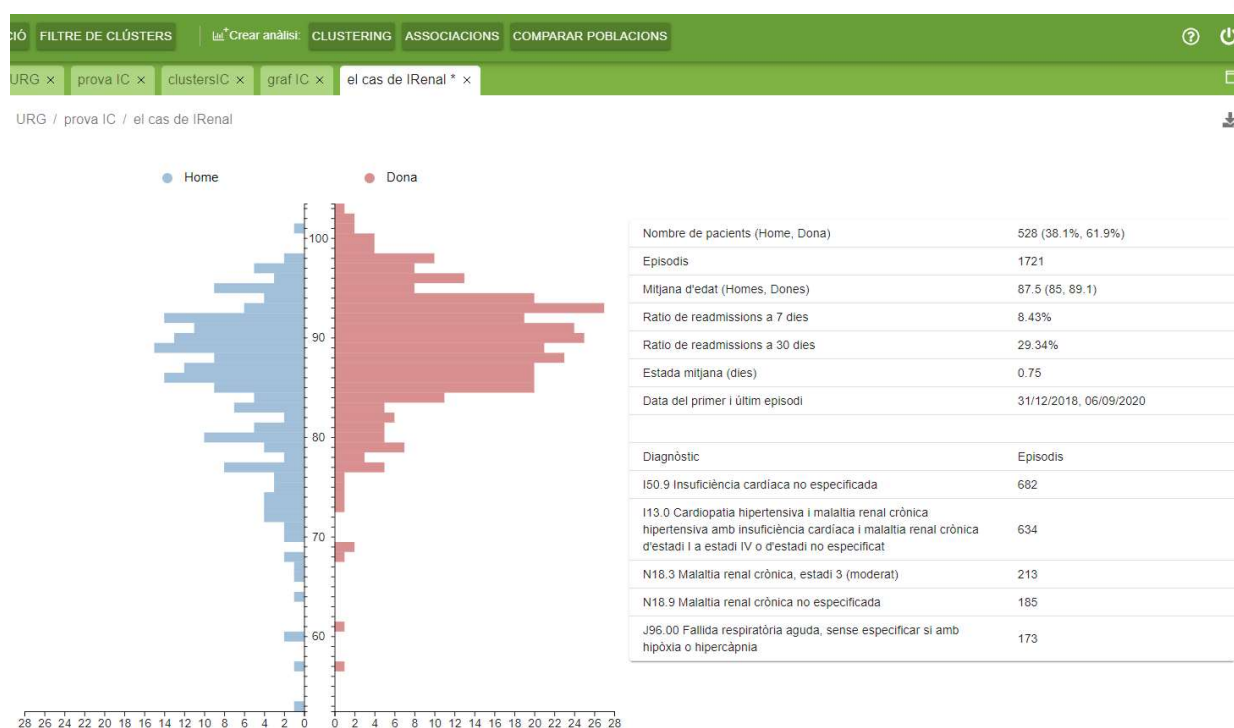 IÓ FILTRE DE CLÚSTERS Crear anàlisi: CLUSTERING ASSOCIACIONS COMPARAR POBLACIONS
URG × prova IC × clustersIC × graf IC × el cas de IRenal * ×
URG / prova IC / el cas de IRenal
Home Dona
100
90
80
70
60
28 26 24 22 20 18 16 14 12 10 8 6 4 2 0 0 2 4 6 8 10 12 14 16 18 20 22 24 26 28
Nombre de pacients (Home, Dona) 528 (38.1%, 61.9%)
Episodis 1721
Mitjana d'edat (Homes, Dones) 87.5 (85, 89.1)
Ratio de readmissions a 7 dies 8.43%
Ratio de readmissions a 30 dies 29.34%
Estada mitjana (dies) 0.75
Data del primer i últim episodi 31/12/2018, 06/09/2020
Diagnòstic Episodis
I50.9 Insuficiència cardíaca no especificada 682
I13.0 Cardiopatia hipertensiva i malaltia renal crònica
hipertensiva amb insuficiència cardíaca i malaltia renal crònica 634
d'estadi I a estadi IV o d'estadi no especificat
N18.3 Malaltia renal crònica, estadi 3 (moderat) 213
N18.9 Malaltia renal crònica no especificada 185
J96.00 Fallida respiratòria aguda, sense especificar si amb 173
hipòxia o hipercàpnia